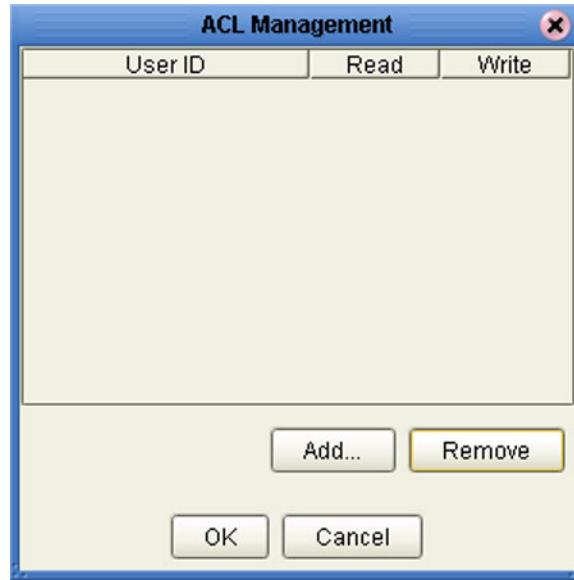 ACL Management
User ID Read Write
Add... Remove
OK Cancel